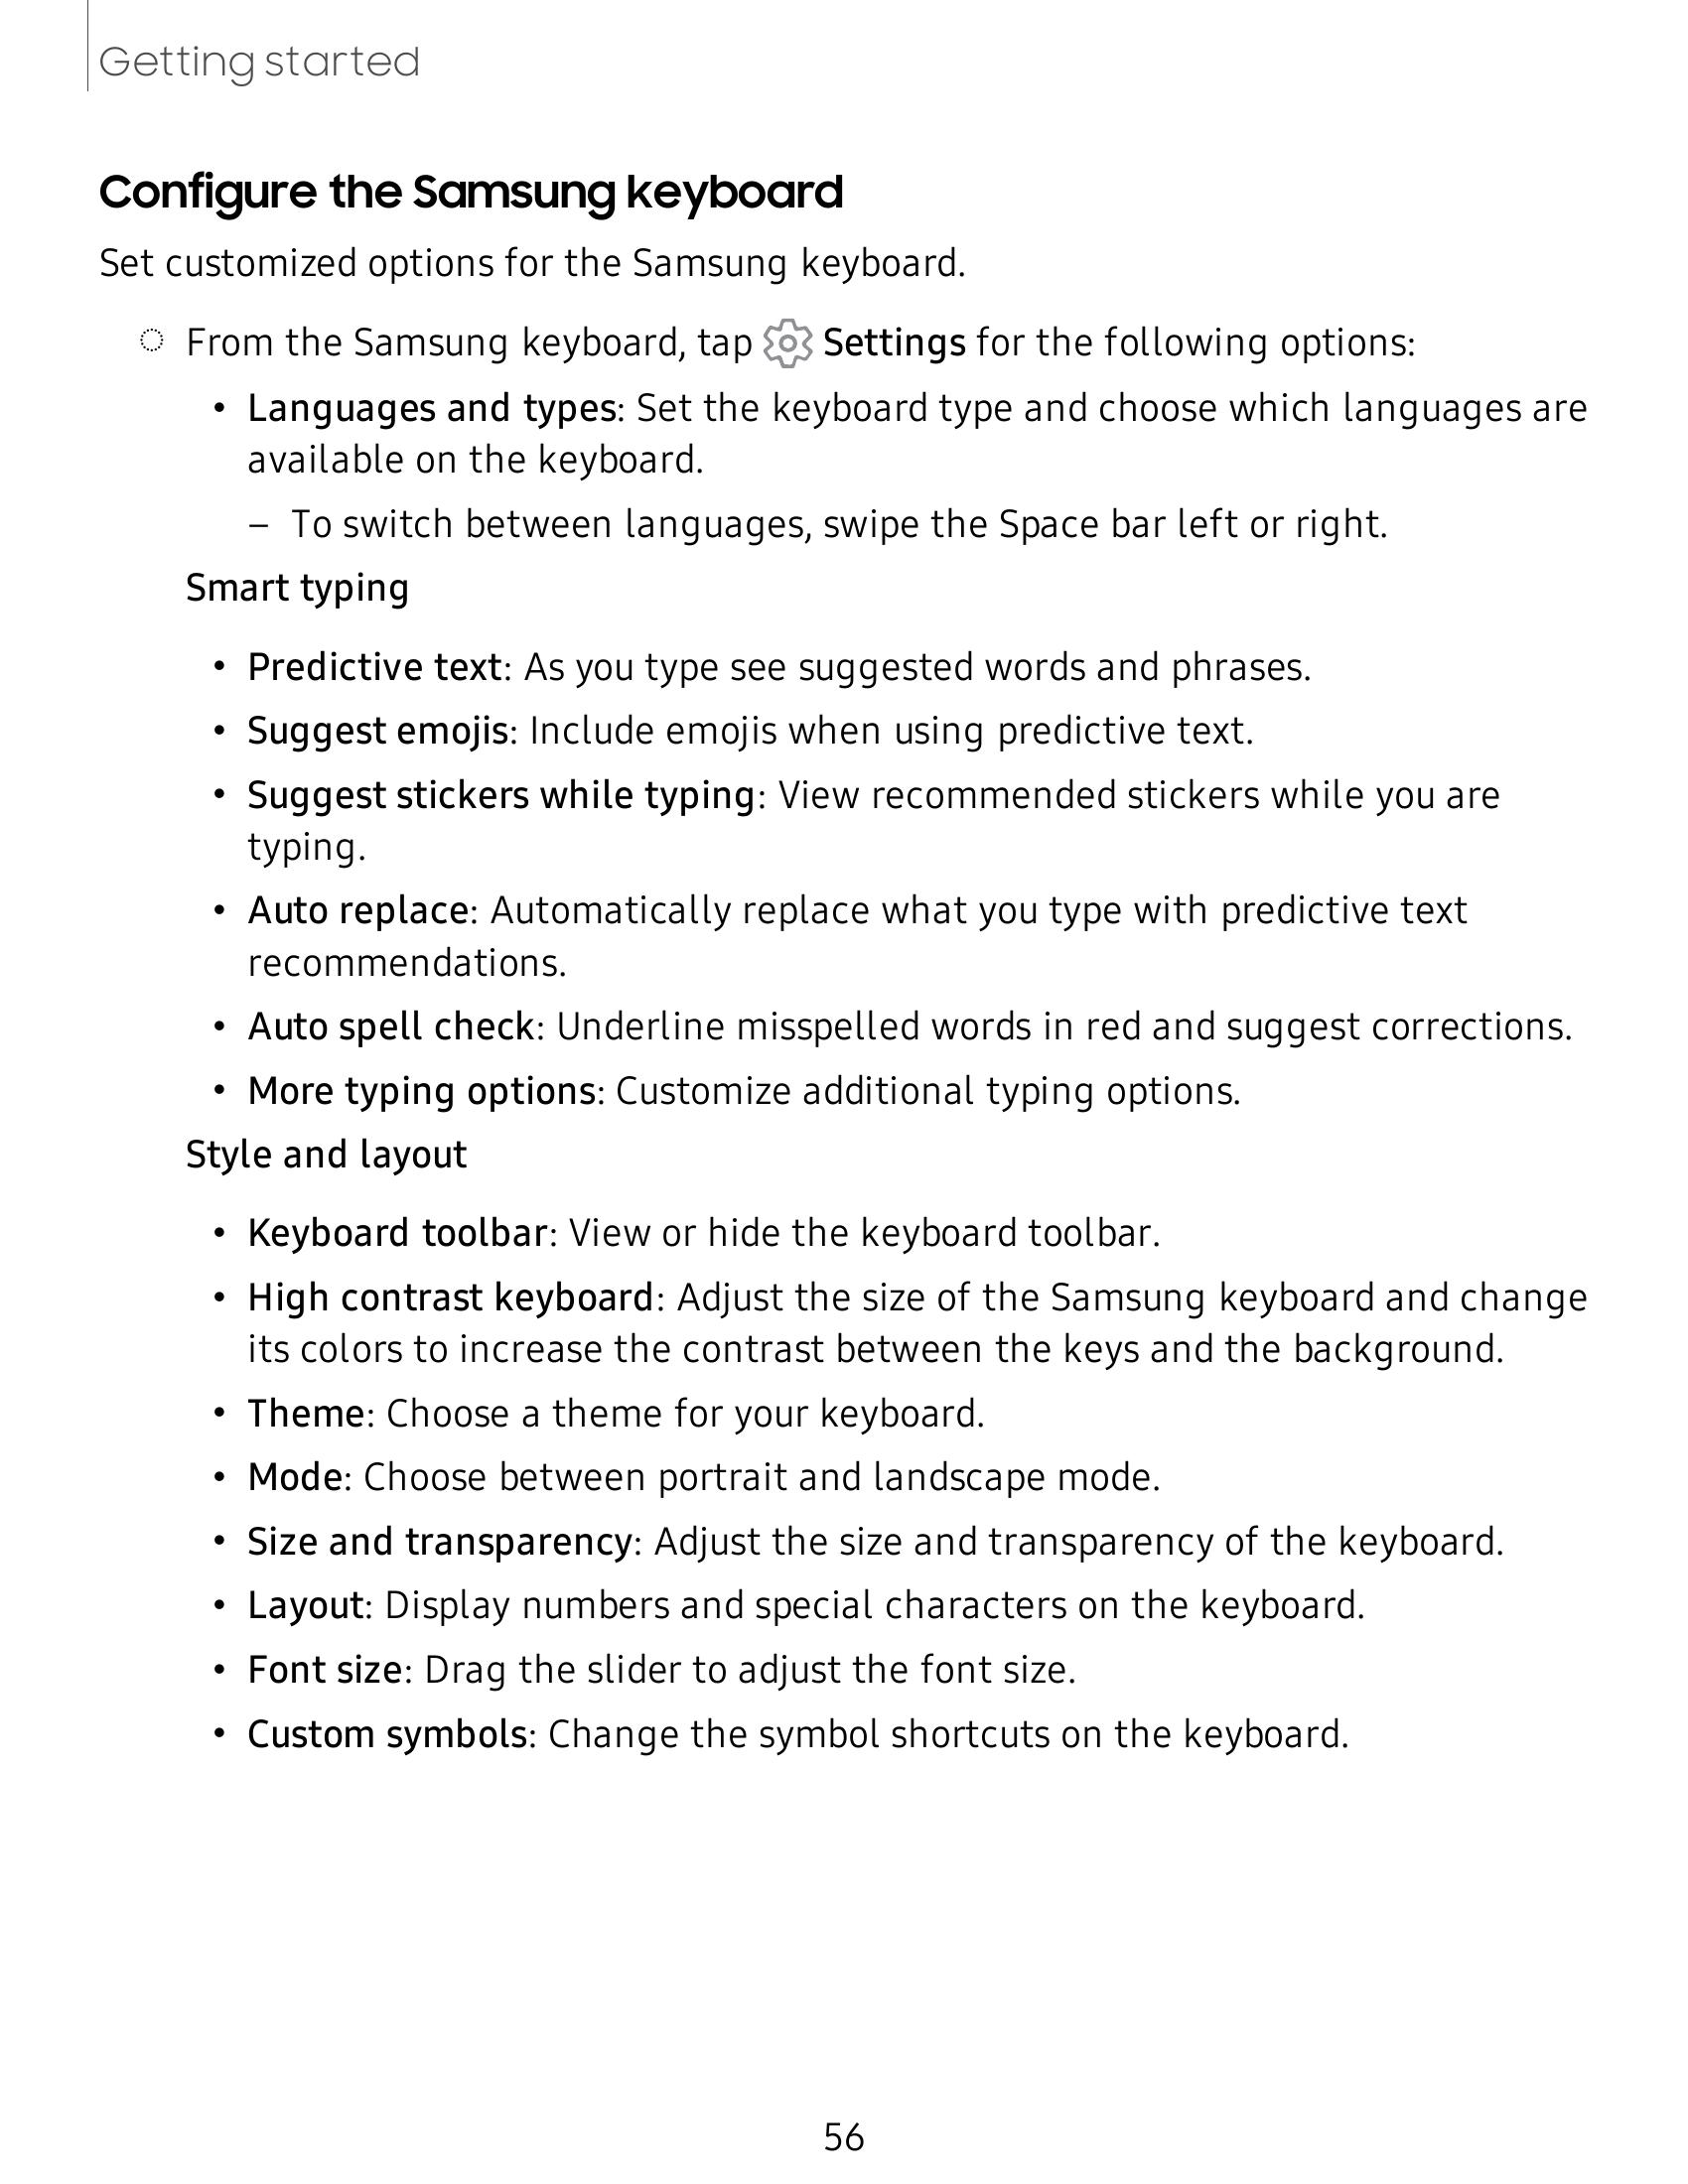 Getting started
Configure the Samsung keyboard
Set customized options for the Samsung keyboard.
From the Samsung keyboard, tap Settings for the following options:
• Languages and types: Set the keyboard type and choose which languages are
available on the keyboard.
– To switch between languages, swipe the Space bar left or right.
Smart typing
• Predictive text: As you type see suggested words and phrases.
• Suggest emojis: Include emojis when using predictive text.
• Suggest stickers while typing: View recommended stickers while you are
typing.
• Auto replace: Automatically replace what you type with predictive text
recommendations.
• Auto spell check: Underline misspelled words in red and suggest corrections.
• More typing options: Customize additional typing options.
Style and layout
• Keyboard toolbar: View or hide the keyboard toolbar.
• High contrast keyboard: Adjust the size of the Samsung keyboard and change
its colors to increase the contrast between the keys and the background.
• Theme: Choose a theme for your keyboard.
• Mode: Choose between portrait and landscape mode.
• Size and transparency: Adjust the size and transparency of the keyboard.
• Layout: Display numbers and special characters on the keyboard.
• Font size: Drag the slider to adjust the font size.
• Custom symbols: Change the symbol shortcuts on the keyboard.
56